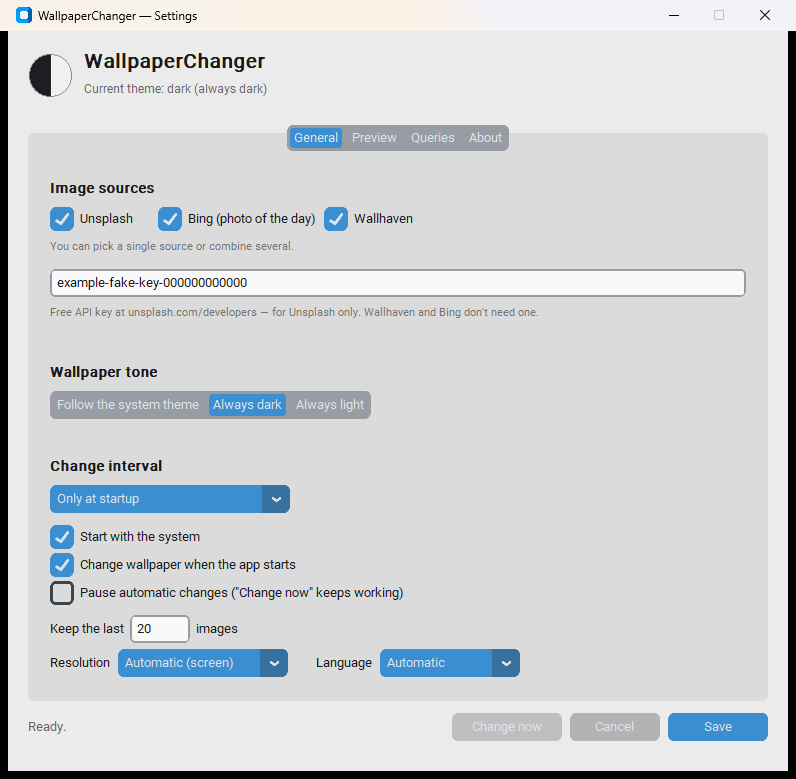 WallpaperChanger — Settings
WallpaperChanger
Current theme: dark (always dark)
General Preview Queries About
Image sources
Unsplash Bing (photo of the day) Wallhaven
You can pick a single source or combine several.
example-fake-key-000000000000
Free API key at unsplash.com/developers — for Unsplash only. Wallhaven and Bing don't need one.
Wallpaper tone
Follow the system theme Always dark Always light
Change interval
Only at startup
Start with the system
Change wallpaper when the app starts
Pause automatic changes ("Change now" keeps working)
Keep the last 20 images
Resolution Automatic (screen) Language Automatic
Ready. Change now Cancel Save